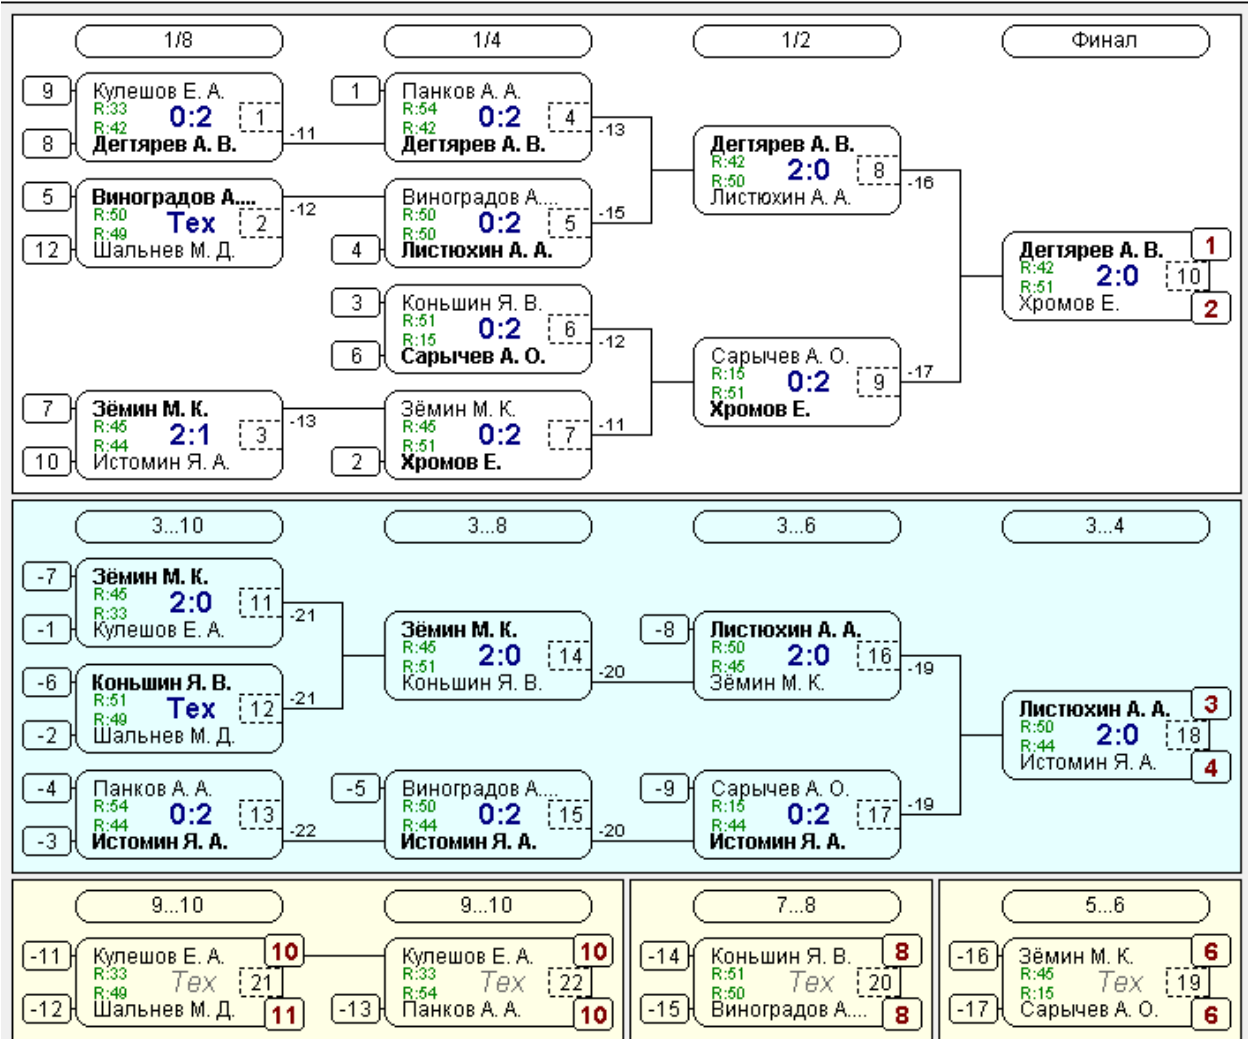 1/8 1/4 1/2 Финал
9 Кулешов Е. А. 1 Панков А. А.
R:33 0:2 1 R:54 0:2 4
R:42 -11 R:42 -13
8 Дегтярев А. В. Дегтярев А. В.
Дегтярев А. В.
R:42 2:0 8
R:50 -16
Листюхин А. А.
5 Виноградов А.... Виноградов А....
R:50 Tex 2 -12 R:50 0:2 5 -15
R:49 R:50
12 Шальнев М. Д. 4 Листюхин А. А.
Дегтярев А. В. 1
R:42 2:0 10
R:51
Хромов Е. 2
3 Коньшин Я. В.
R:51 0:2 6
R:15 -12
6 Сарычев А. О.
Сарычев А. О.
R:15 0:2 9 -17
R:51
Хромов Е.
7 Зёмин М. К. Зёмин М. К.
R:45 2:1 3 -13 R:45 0:2 7 -11
R:44 R:51
10 Истомин Я. А. 2 Хромов Е.
3...10 3...8 3...6 3...4
-7 Зёмин М. К.
R:45 2:0 11
R:33 -21
-1 Кулешов Е. А.
Зёмин М. К. -8 Листюхин А. А.
R:45 2:0 14 R:50 2:0 16
R:51 -20 R:45 -19
Коньшин Я. В. Зёмин М. К.
-6 Коньшин Я. В.
R:51 Tex 12 -21
R:49
-2 Шальнев М. Д.
Листюхин А. А. 3
R:50 2:0 18
R:44
Истомин Я. А. 4
-4 Панков А. А. -5 Виноградов А.... -9 Сарычев А. О.
R:54 0:2 13 R:50 0:2 15 R:15 0:2 17 -19
R:44 -22 R:44 -20 R:44
-3 Истомин Я. А. Истомин Я. А. Истомин Я. А.
9...10 9...10 7...8 5...6
-11 Кулешов Е. А. 10 Кулешов Е. А. 10 -14 Коньшин Я. В. 8 -16 Зёмин М. К. 6
R:33 Tex 21 R:33 Tex 22 R:51 Tex 20 R:45 Tex 19
R:49 R:54 R:50 R:15
-12 Шальнев М. Д. 11 -13 Панков А. А. 10 -15 Виноградов А.... 8 -17 Сарычев А. О. 6